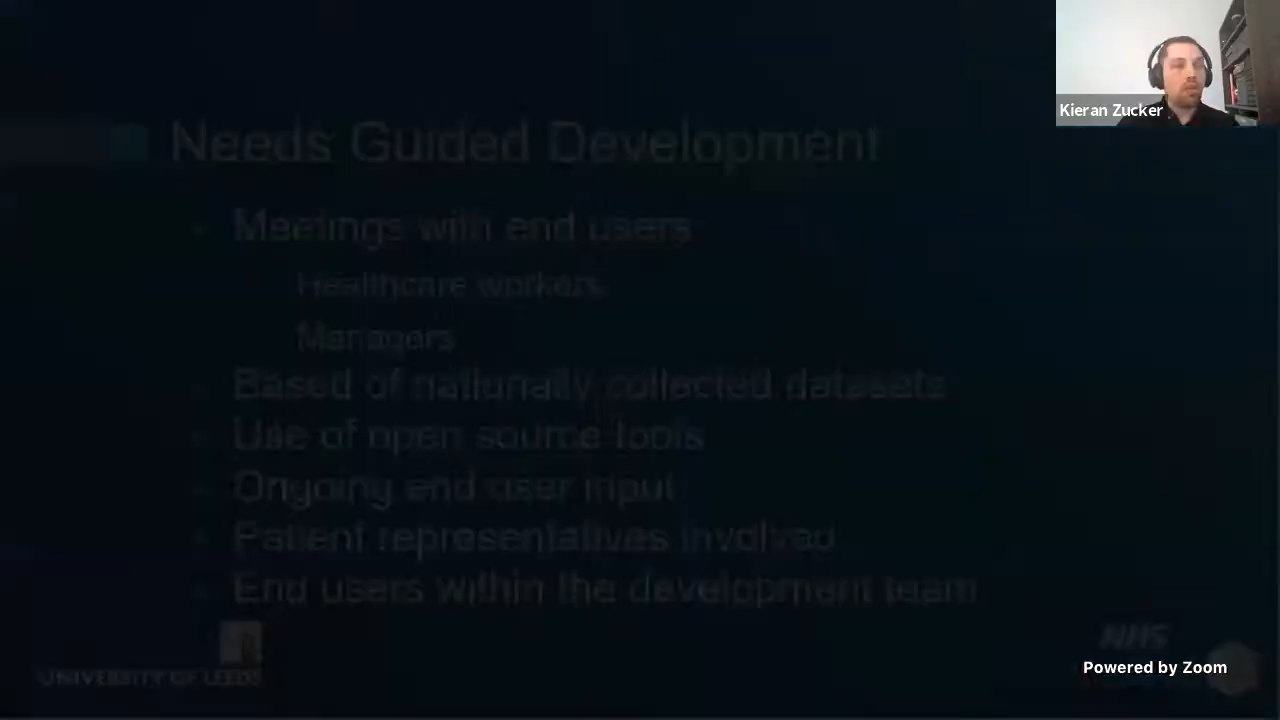 Kieran Zucker
Needs Guided Development
Meetings with end users
Healthcare workers
Managers
Based of nationally collected datasets
Use of open source tools
Ongoing end user input
Patient representatives involved
End users within the development team
UNIVERSITY OF LEEDS
NHS
Powered by Zoom